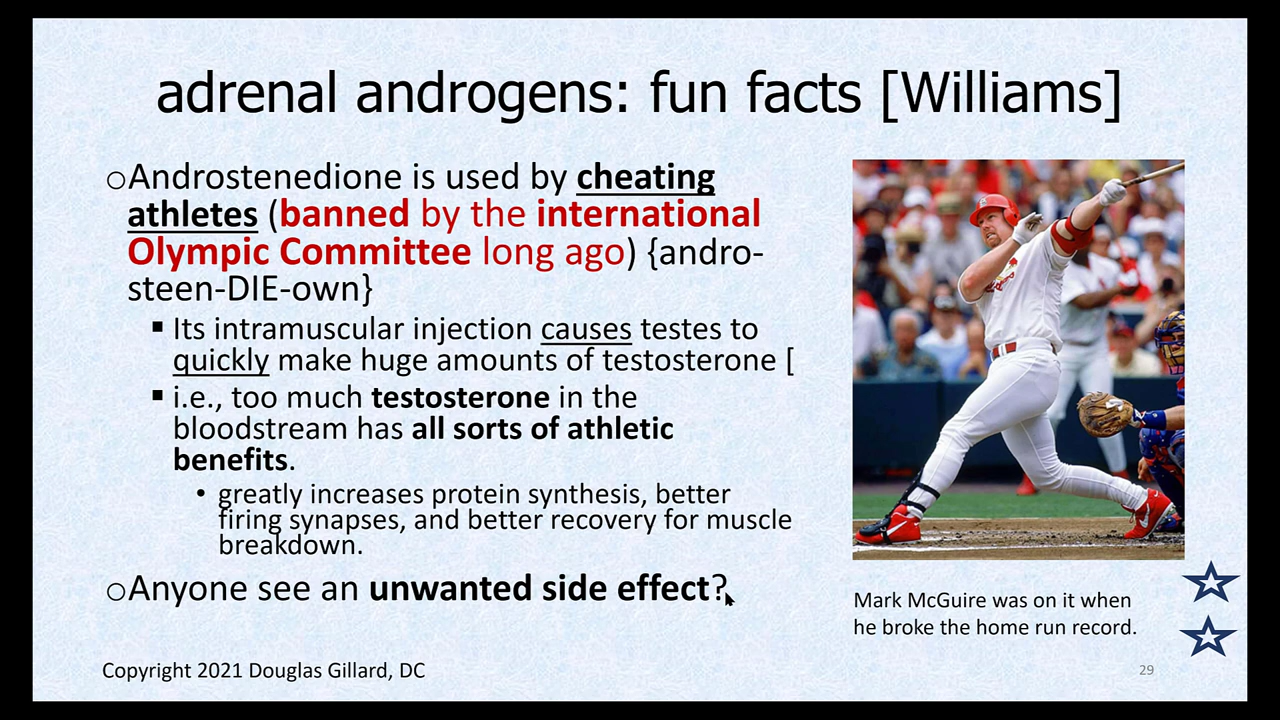 adrenal androgens: fun facts [Williams]
oAndrostenedione is used by cheating
athletes (banned by the international
Olympic Committee long ago) {andro-
steen-DIE-own}
▪ Its intramuscular injection causes testes to
quickly make huge amounts of testosterone [
▪ i.e., too much testosterone in the
bloodstream has all sorts of athletic
benefits.
• greatly increases protein synthesis, better
firing synapses, and better recovery for muscle
breakdown.
oAnyone see an unwanted side effect?
Mark McGuire was on it when
he broke the home run record.
Copyright 2021 Douglas Gillard, DC
29